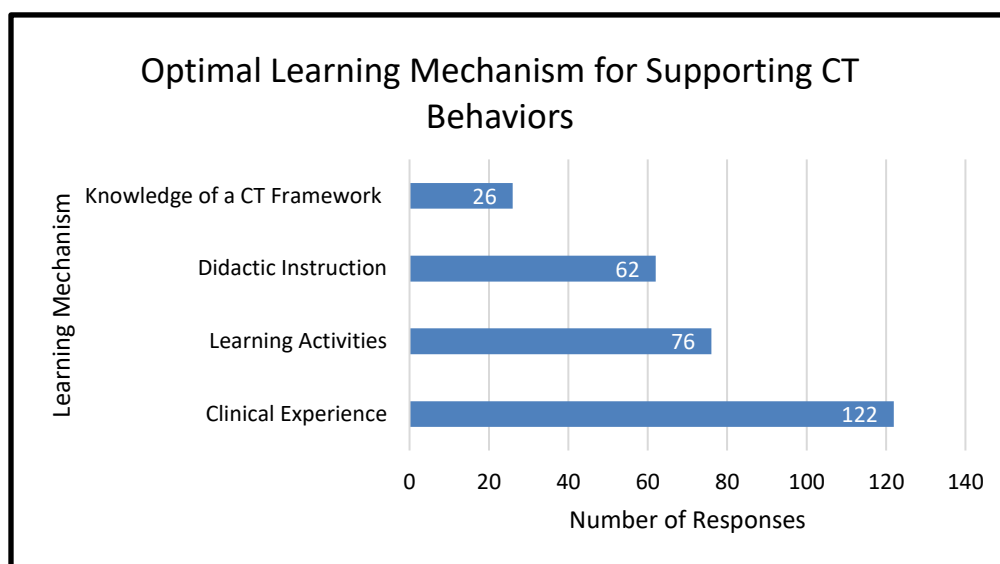 Optimal Learning Mechanism for Supporting CT
Behaviors
Learning Mechanism
Knowledge of a CT Framework
26
Didactic Instruction
62
Learning Activities
76
Clinical Experience
122
0 20 40 60 80 100 120 140
Number of Responses